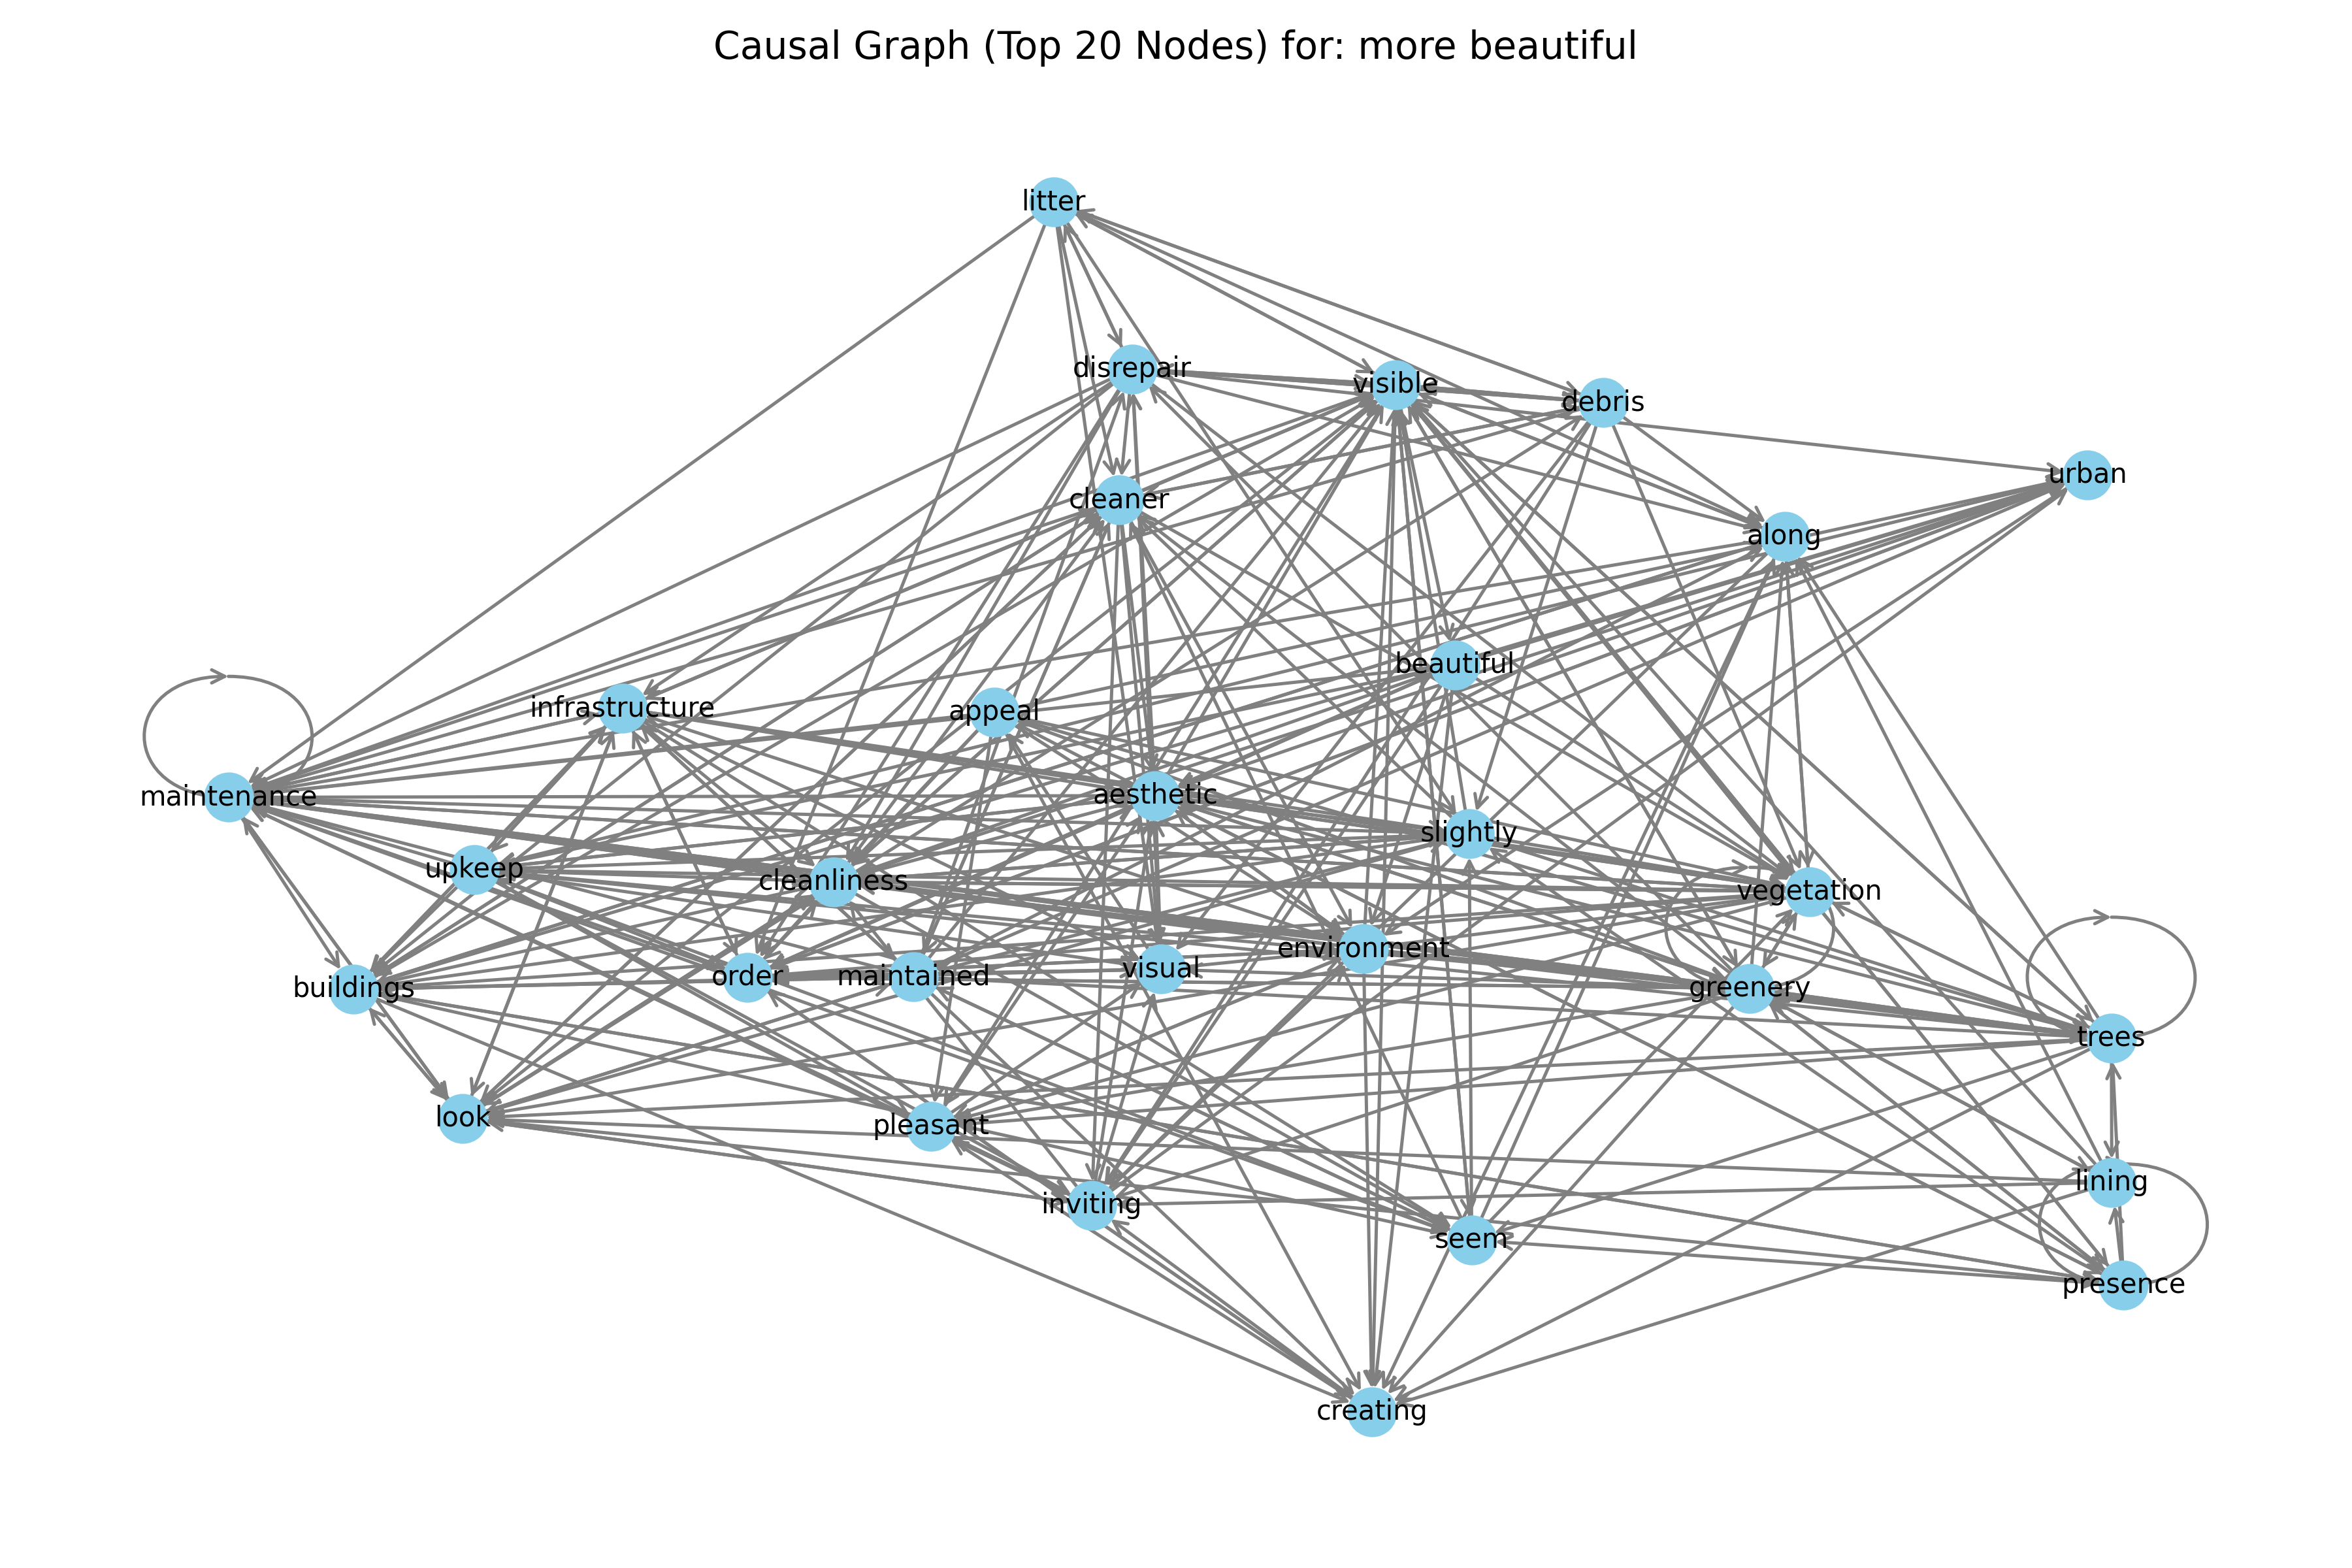 Causal Graph (Top 20 Nodes) for: more beautiful
litter
disrepair
visible
debris
urban
cleaner
along
beautiful
infrastructure
appeal
maintenance
aesthetic
slightly
upkeep
cleanliness
vegetation
environment
visual
order
maintained
buildings
greenery
trees
look
pleasant
lining
inviting
seem
presence
creating